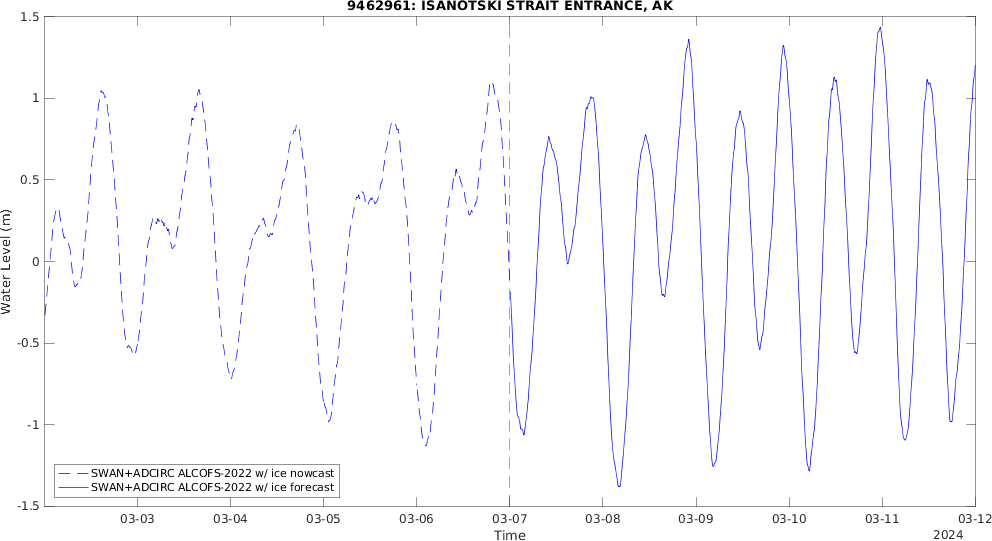 9462961: ISANOTSKI STRAIT ENTRANCE, AK
1.5
1
0.5
0
-0.5
-1
-1.5
Water Level (m)
SWAN+ADCIRC ALCOFS-2022 w/ ice nowcast
SWAN+ADCIRC ALCOFS-2022 w/ ice forecast
03-03 03-04 03-05 03-06 03-07 03-08 03-09 03-10 03-11 03-12
Time
2024